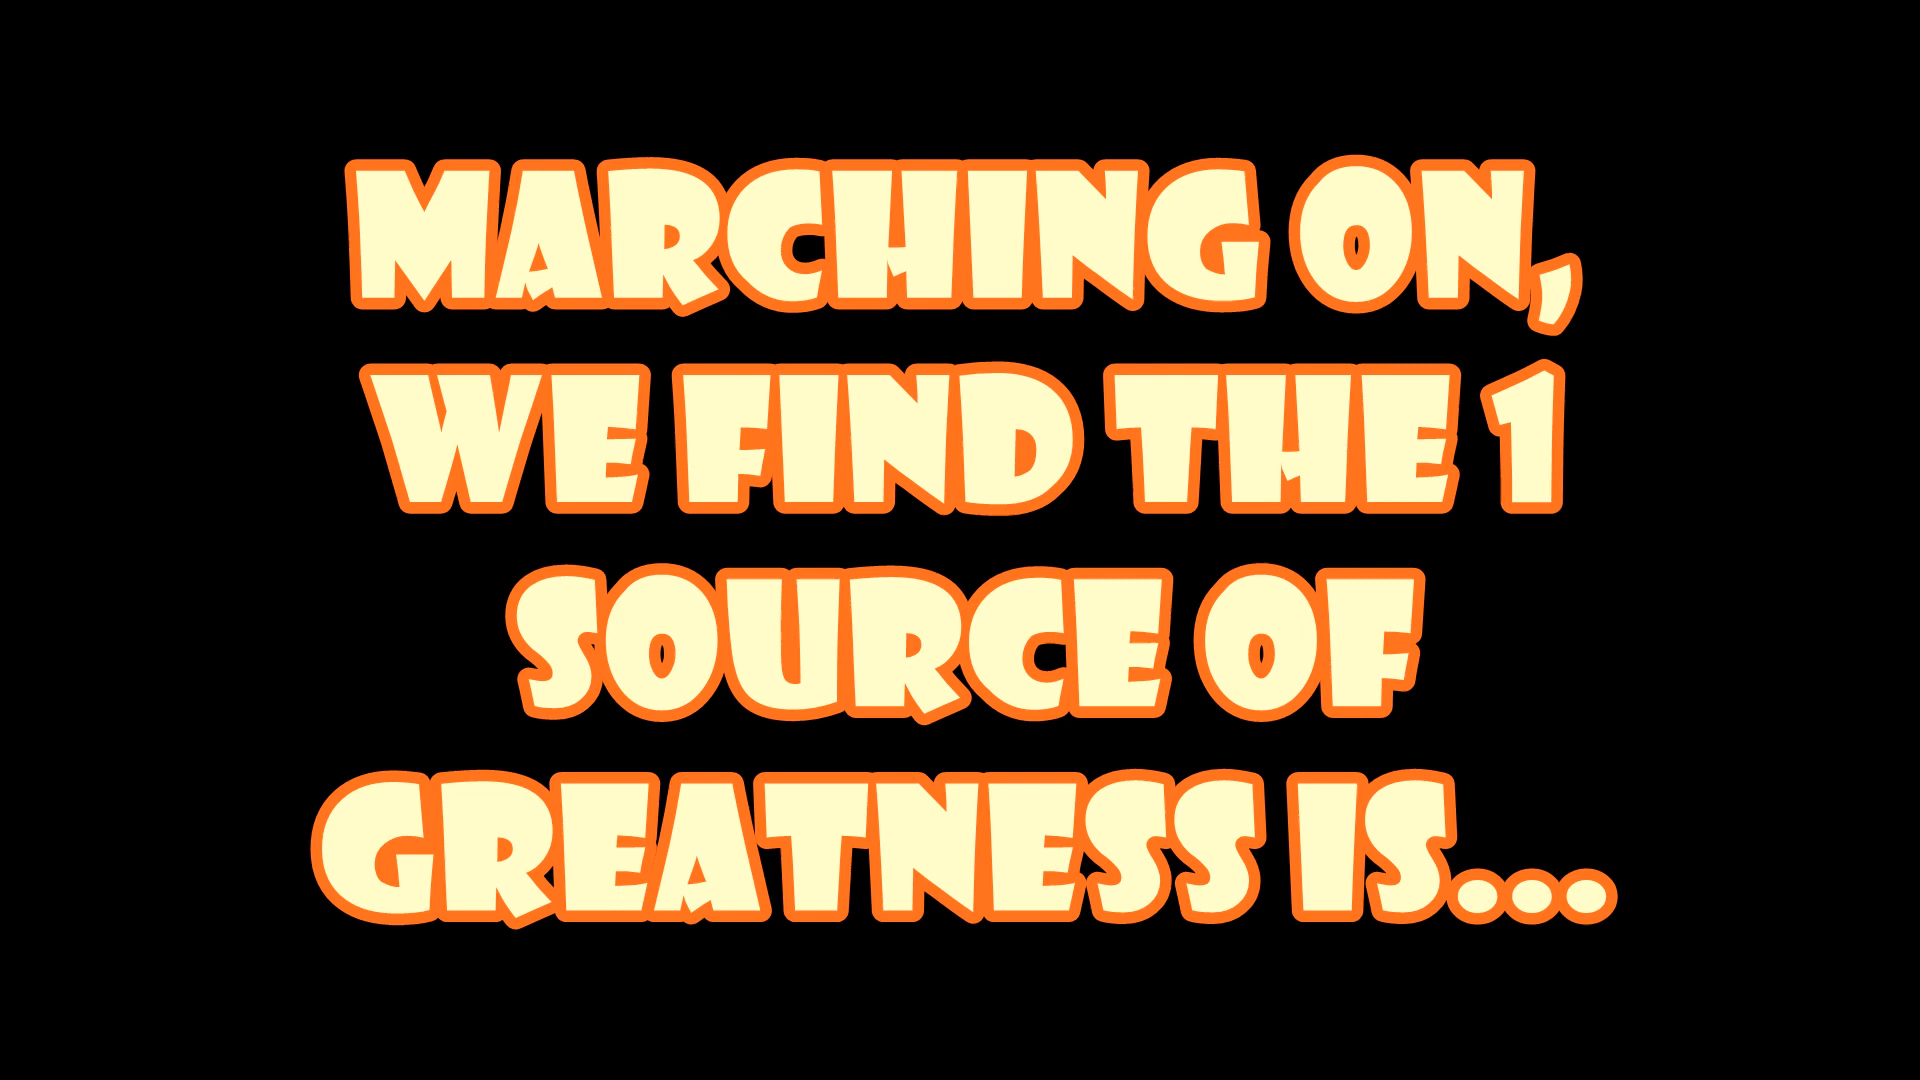 MARCHING ON,
WE FIND THE 1
SOURCE OF
GREATNESS IS...